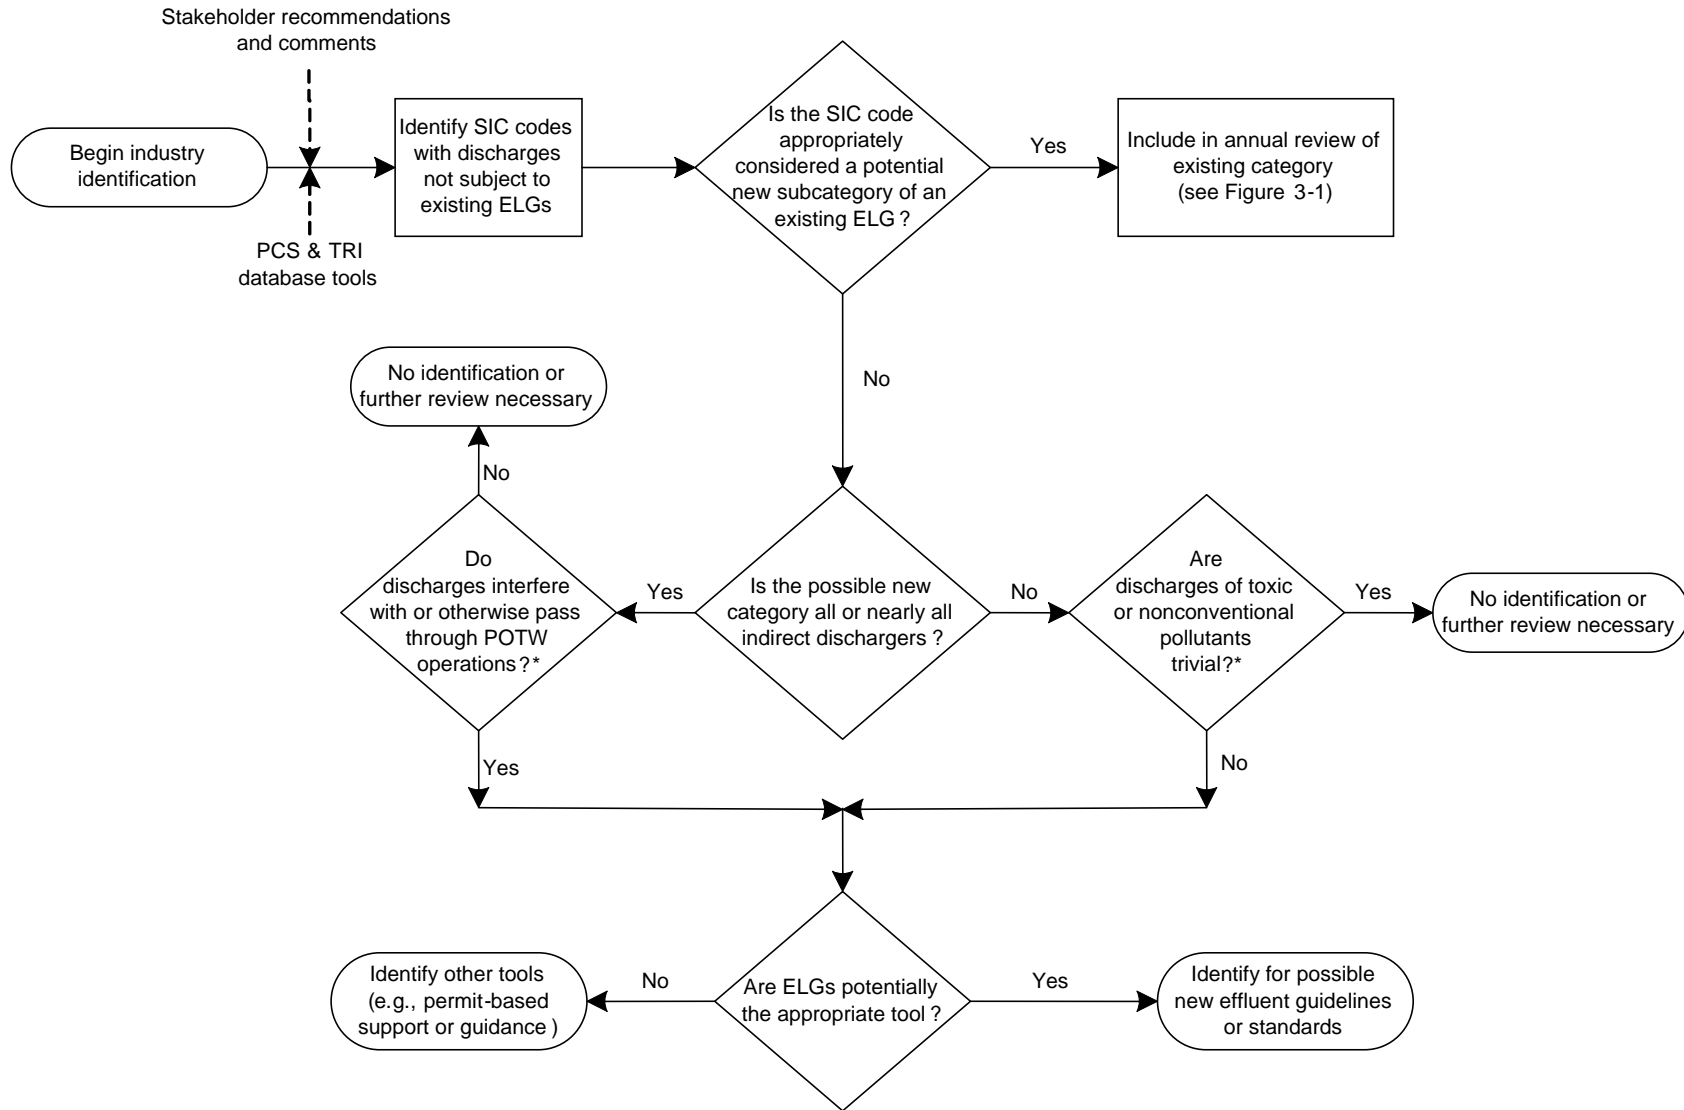 Stakeholder recommendations
and comments
Begin industry
identification
PCS & TRI
database tools
Identify SIC codes
with discharges
not subject to
existing ELGs
Is the SIC code
appropriately
considered a potential
new subcategory of an
existing ELG ?
Yes
Include in annual review of
existing category
(see Figure 3-1)
No
No identification or
further review necessary
No
Do
discharges interfere
with or otherwise pass
through POTW
operations?*
Yes
Is the possible new
category all or nearly all
indirect dischargers ?
No
Are
discharges of toxic
or nonconventional
pollutants
trivial?*
Yes
No identification or
further review necessary
Yes
No
Identify other tools
(e.g., permit-based
support or guidance )
No
Are ELGs potentially
the appropriate tool ?
Yes
Identify for possible
new effluent guidelines
or standards